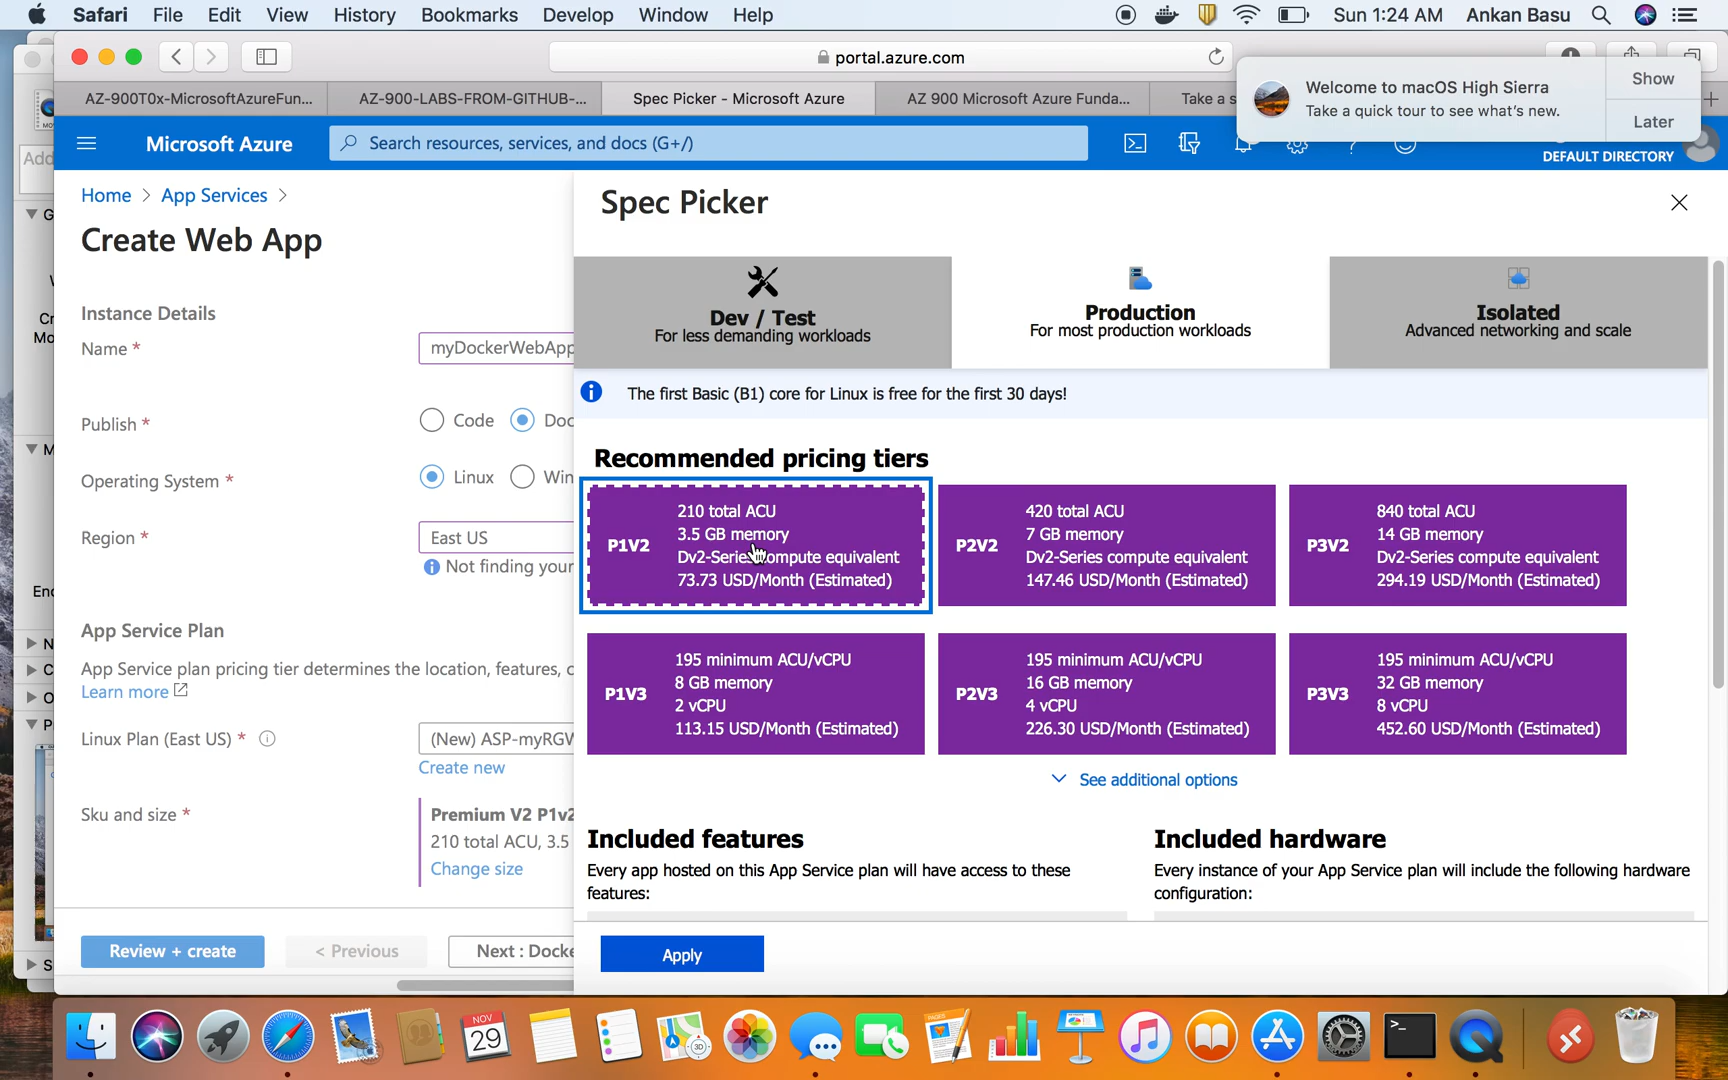 Safari File Edit View History Bookmarks Develop Window Help Sun 1:24 AM Ankan Basu
portal.azure.com
AZ-900T0x-MicrosoftAzureFun... AZ-900-LABS-FROM-GITHUB-... Spec Picker - Microsoft Azure AZ 900 Microsoft Azure Funda... Take a s
Welcome to macOS High Sierra
Take a quick tour to see what's new.
Show
Later
Add
Microsoft Azure Search resources, services, and docs (G+/)
DEFAULT DIRECTORY
Home > App Services >
Create Web App
Instance Details
Name *
myDockerWebApp
Publish *
Code
Doc
Operating System *
Linux
Win
Region *
East US
Not finding your
App Service Plan
App Service plan pricing tier determines the location, features, c
Learn more
Linux Plan (East US) *
(New) ASP-myRGW
Create new
Sku and size *
Premium V2 P1v2
210 total ACU, 3.5
Change size
Review + create
< Previous
Next : Docke
Spec Picker
Dev / Test
For less demanding workloads
Production
For most production workloads
Isolated
Advanced networking and scale
The first Basic (B1) core for Linux is free for the first 30 days!
Recommended pricing tiers
P1V2
210 total ACU
3.5 GB memory
Dv2-Series compute equivalent
73.73 USD/Month (Estimated)
P2V2
420 total ACU
7 GB memory
Dv2-Series compute equivalent
147.46 USD/Month (Estimated)
P3V2
840 total ACU
14 GB memory
Dv2-Series compute equivalent
294.19 USD/Month (Estimated)
P1V3
195 minimum ACU/vCPU
8 GB memory
2 vCPU
113.15 USD/Month (Estimated)
P2V3
195 minimum ACU/vCPU
16 GB memory
4 vCPU
226.30 USD/Month (Estimated)
P3V3
195 minimum ACU/vCPU
32 GB memory
8 vCPU
452.60 USD/Month (Estimated)
See additional options
Included features
Every app hosted on this App Service plan will have access to these
features:
Included hardware
Every instance of your App Service plan will include the following hardware
configuration:
Apply
NOV
29
3D
PAGES